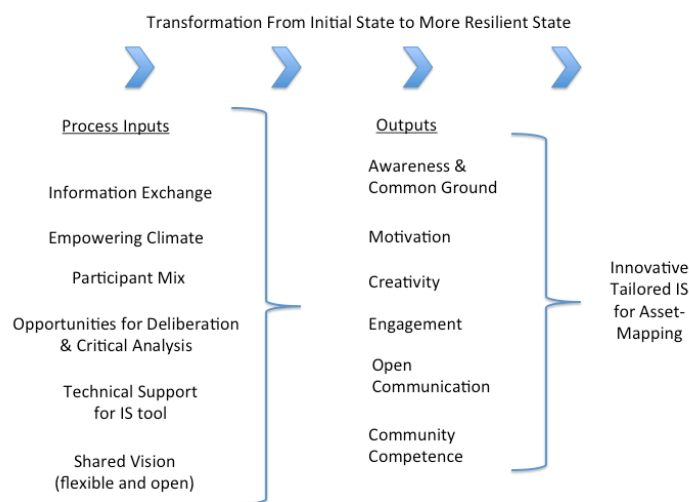 Transformation From Initial State to More Resilient State
Process Inputs
Information Exchange
Empowering Climate
Participant Mix
Opportunities for Deliberation
& Critical Analysis
Technical Support
for IS tool
Shared Vision
(flexible and open)
Outputs
Awareness &
Common Ground
Motivation
Creativity
Engagement
Open
Communication
Community
Competence
Innovative
Tailored IS
for Asset-
Mapping